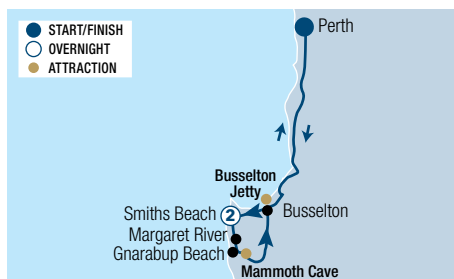 START/FINISH
OVERNIGHT
ATTRACTION
Perth
Busselton
Jetty
Smiths Beach
2
Busselton
Margaret River
Gnarabup Beach
Mammoth Cave